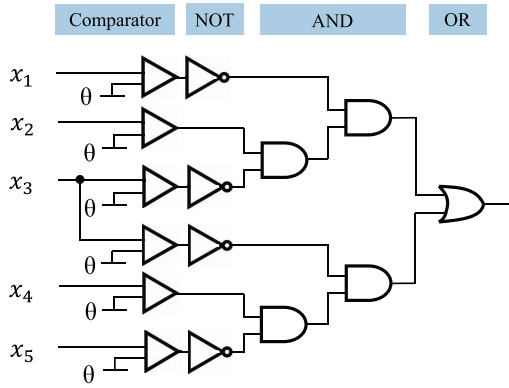 Comparator NOT AND OR
x₁
θ
x₂
θ
x₃
θ
θ
x₄
θ
x₅
θ